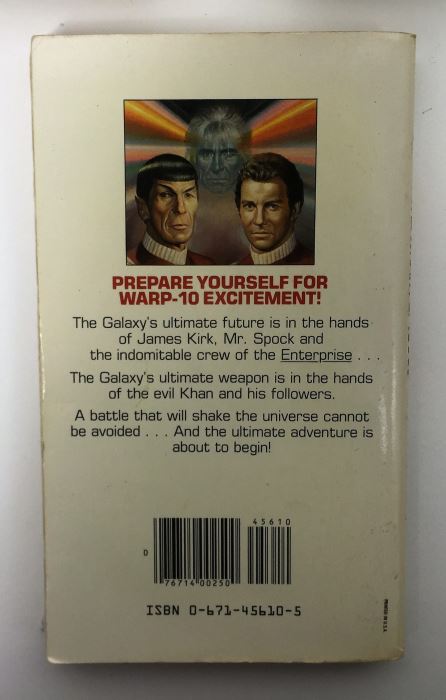 PREPARE YOURSELF FOR
WARP-10 EXCITEMENT!
The Galaxy's ultimate future is in the hands
of James Kirk, Mr. Spock and
the indomitable crew of the Enterprise . . .
The Galaxy's ultimate weapon is in the hands
of the evil Khan and his followers.
A battle that will shake the universe cannot
be avoided . . . And the ultimate adventure is
about to begin!
45610
0
76714 00250
ISBN 0-671-45610-5
PRINTED IN U.S.A.